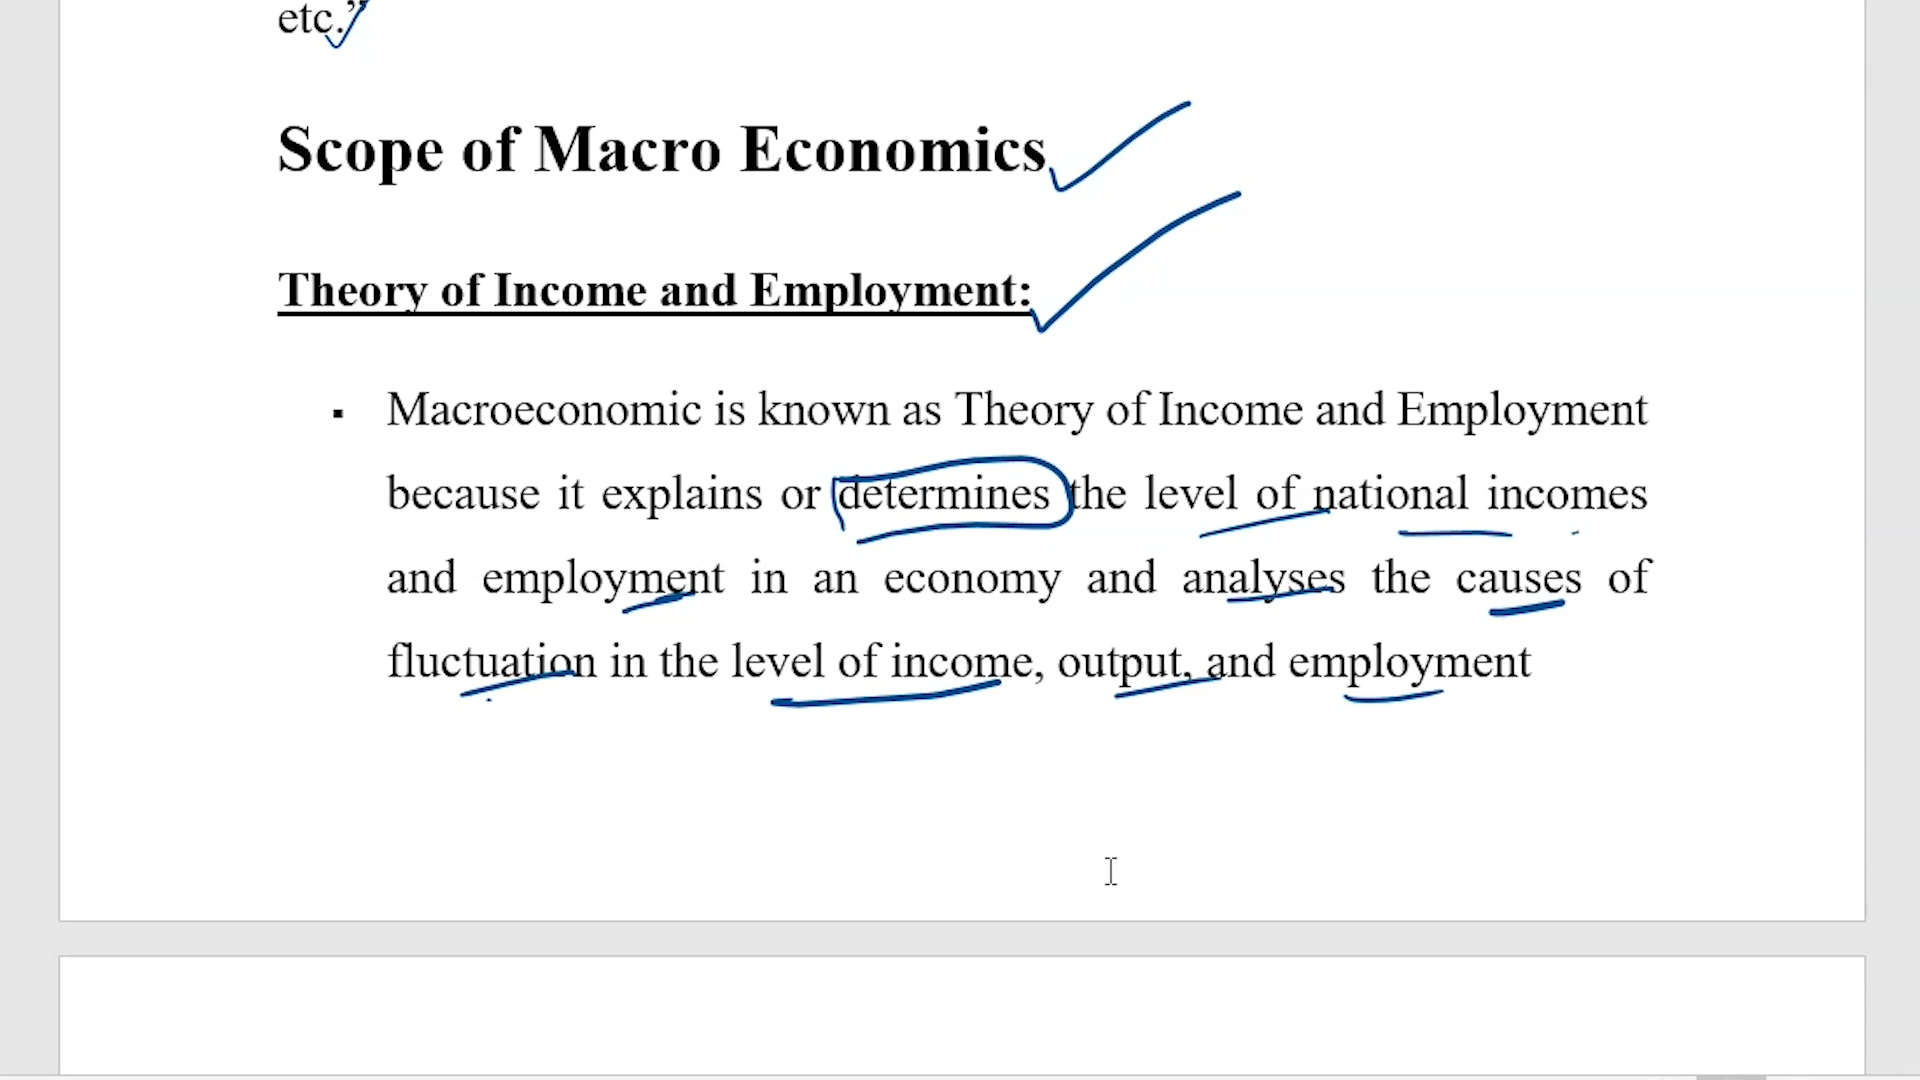 etc.”
Scope of Macro Economics
Theory of Income and Employment:
▪ Macroeconomic is known as Theory of Income and Employment
because it explains or determines the level of national incomes
and employment in an economy and analyses the causes of
fluctuation in the level of income, output, and employment